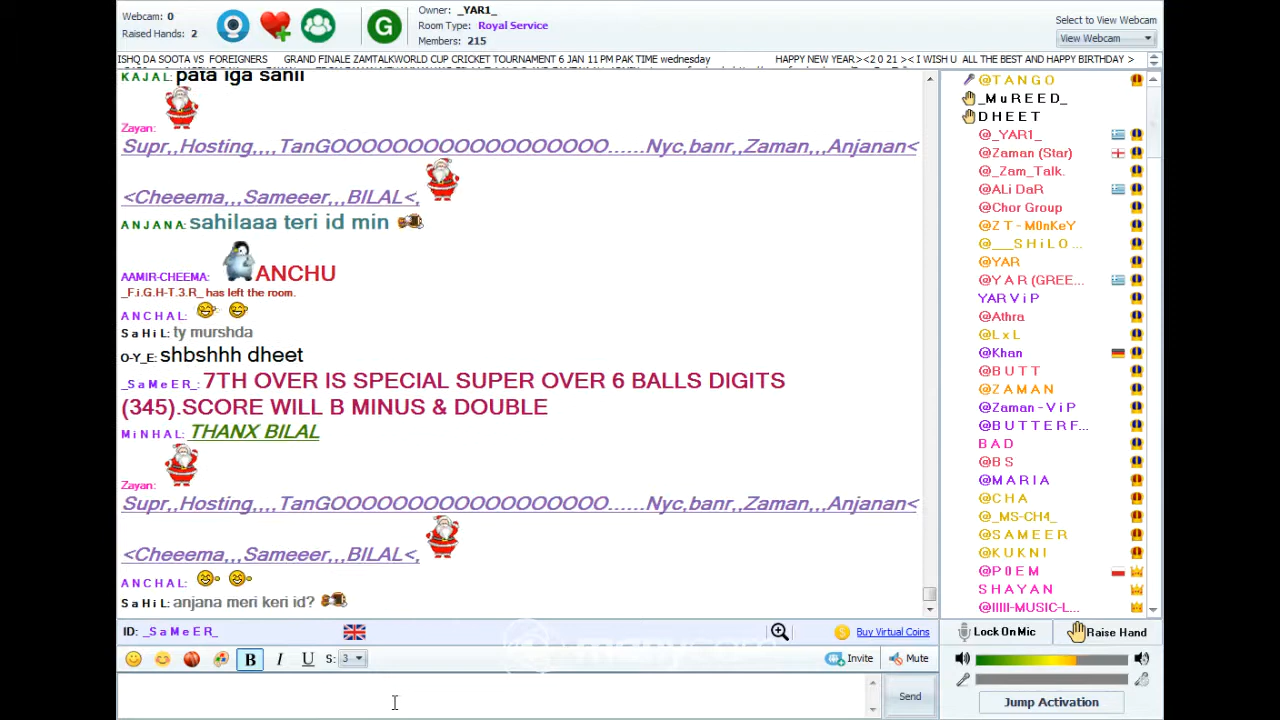 Webcam: 0
Raised Hands: 2
G
Owner: _YAR1_
Room Type: Royal Service
Members: 215
Select to View Webcam
View Webcam
ISHQ DA SOOTA VS FOREIGNERS GRAND FINALE ZAMTALKWORLD CUP CRICKET TOURNAMENT 6 JAN 11 PM PAK TIME wednesday HAPPY NEW YEAR><2 0 21 >< I WISH U ALL THE BEST AND HAPPY BIRTHDAY >
KAJAL: pata lga sahil
Zayan:
Supr,,Hosting,,,,TanGOOOOOOOOOOOOOOOOOO......Nyc,banr,,Zaman,,,Anjanan<
<Cheeema,,,Sameeer,,,BILAL<,
ANJANA: sahilaaa teri id min
AAMIR-CHEEMA: ANCHU
_F.i.G.H-T.3.R_ has left the room.
ANCHAL:
SaHiL: ty murshda
O-Y_E: shbshhh dheet
_SaMeER_: 7TH OVER IS SPECIAL SUPER OVER 6 BALLS DIGITS
(345).SCORE WILL B MINUS & DOUBLE
MiNHAL: THANX BILAL
Zayan:
Supr,,Hosting,,,,TanGOOOOOOOOOOOOOOOOOO......Nyc,banr,,Zaman,,,Anjanan<
<Cheeema,,,Sameeer,,,BILAL<,
ANCHAL:
SaHiL: anjana meri keri id?
@TANGO
_MuREED_
DHEET
@_YAR1_
@Zaman (Star)
@_Zam_Talk.
@ALi DaR
@Chor Group
@ZT-M0nKeY
@___SHiLO...
@YAR
@YAR (GREE...
YAR ViP
@Athra
@LxL
@Khan
@BUTT
@ZAMAN
@Zaman-ViP
@BUTTERF...
BAD
@BS
@MARIA
@CHA
@_MS-CH4_
@SAMEER
@KUKNI
@P0EM
SHAYAN
@IIIII-MUSIC-L...
ID: _SaMeER_
Buy Virtual Coins
Lock On Mic
Raise Hand
B I U S: 3
Invite
Mute
Send
Jump Activation